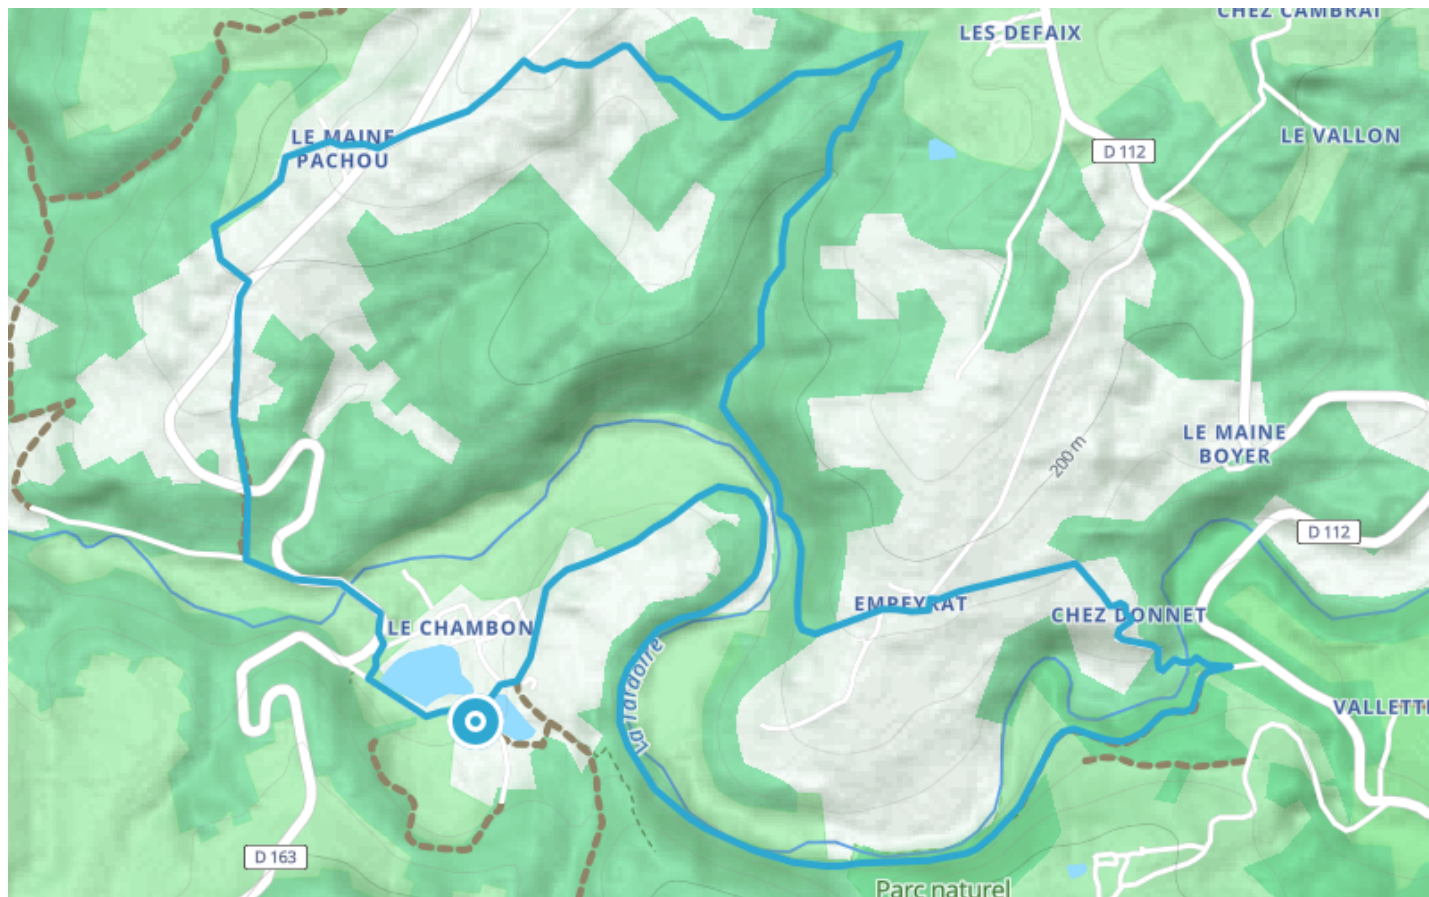 CHEZ CAMBRAI
LES DEFAIX
LE MAINE
PACHOU
D 112
LE VALLON
LE MAINE
BOYER
200 m
D 112
EMPEYRAT
CHEZ DONNET
LE CHAMBON
La Tardoire
VALLETTE
D 163
Parc naturel